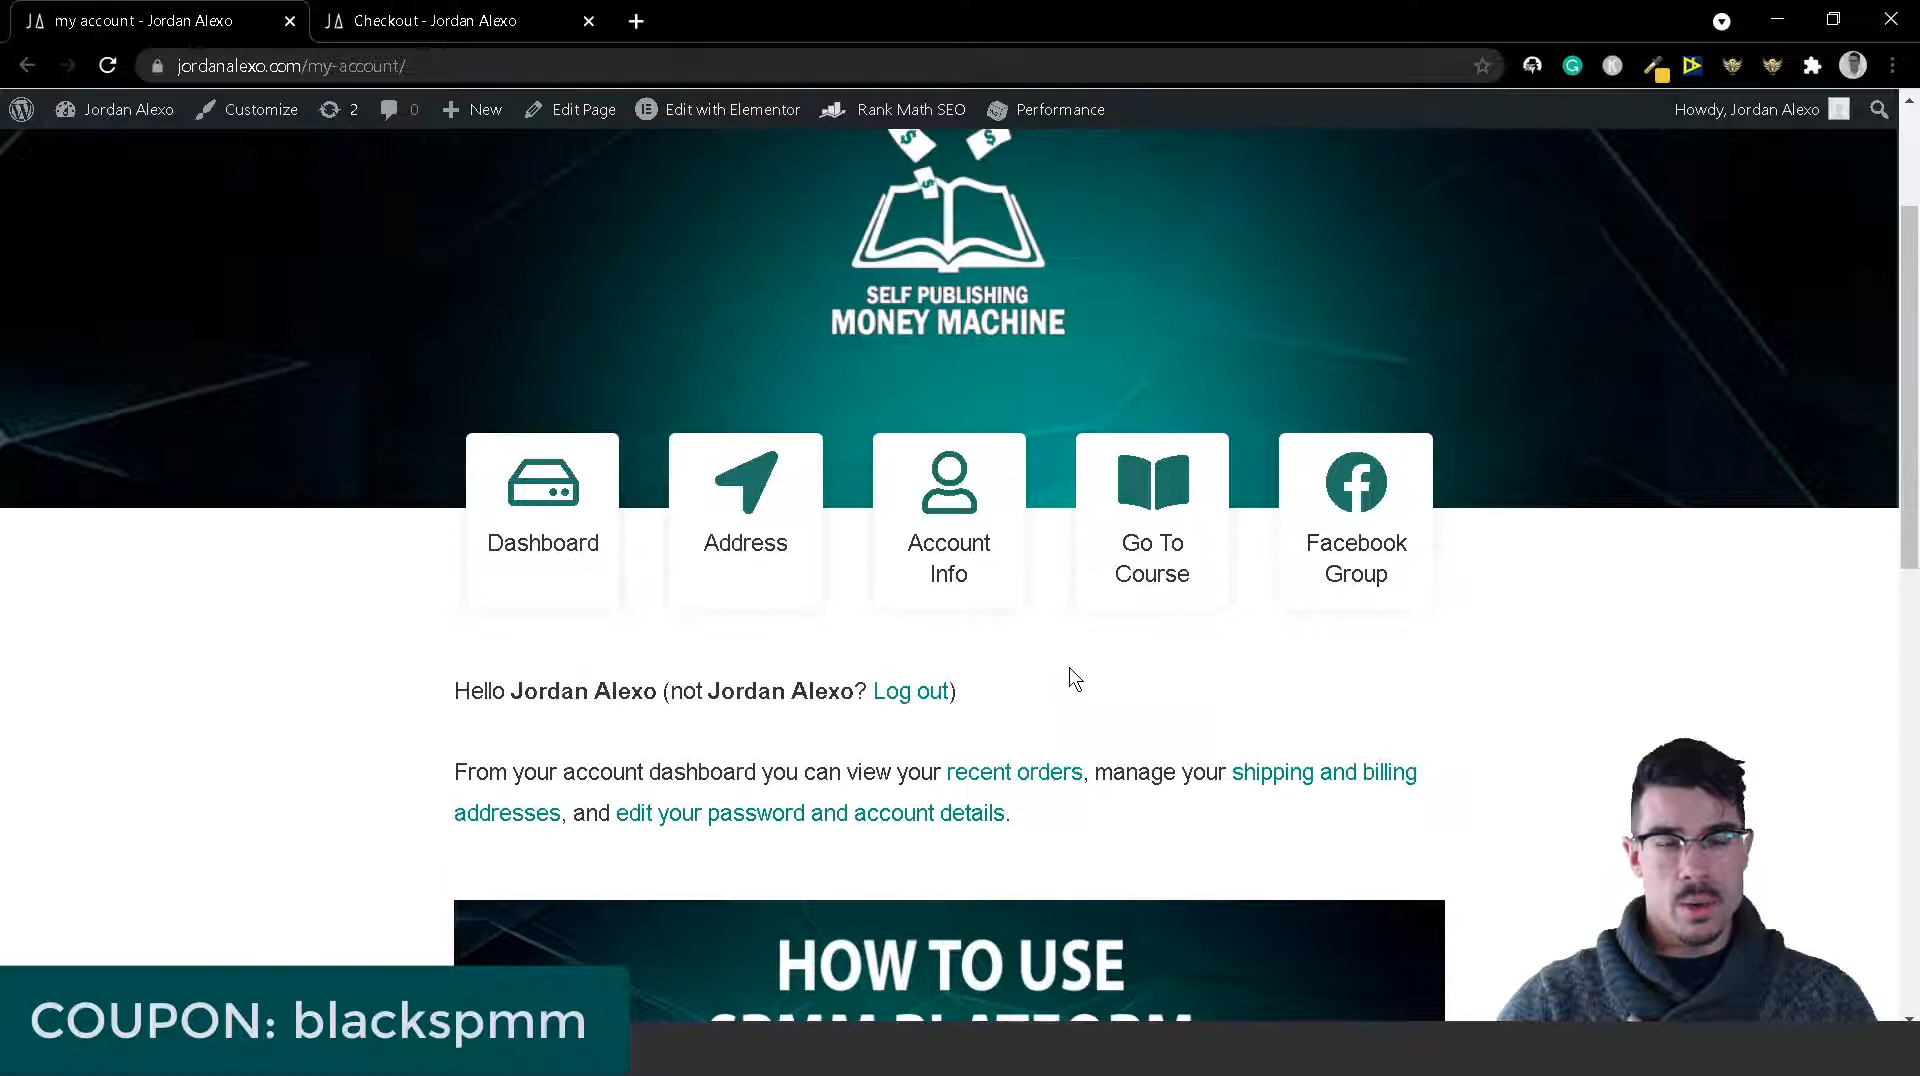 my account - Jordan Alexo
Checkout - Jordan Alexo
jordanalexo.com/my-account/
Jordan Alexo
Customize
2
0
New
Edit Page
Edit with Elementor
Rank Math SEO
Performance
Howdy, Jordan Alexo
SELF PUBLISHING
MONEY MACHINE
Dashboard
Address
Account
Info
Go To
Course
Facebook
Group
Hello Jordan Alexo (not Jordan Alexo? Log out)
From your account dashboard you can view your recent orders, manage your shipping and billing
addresses, and edit your password and account details.
HOW TO USE
SPMM PLATFORM
COUPON: blackspmm